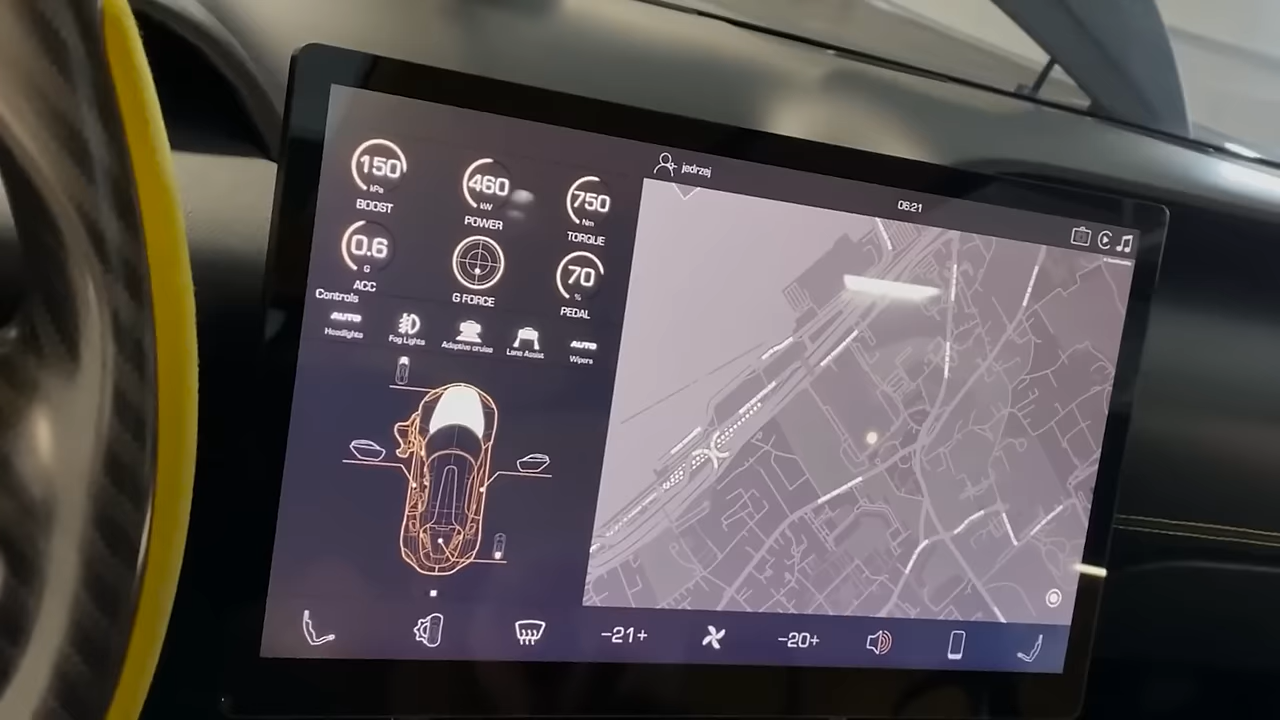 jedrzej
06:21
150
kPa
BOOST
460
kW
POWER
750
Nm
TORQUE
0.6
G
ACC
G FORCE
70
%
PEDAL
Controls
AUTO
Headlights
Fog Lights
Adaptive cruise
Lane Assist
AUTO
Wipers
-21+
-20+